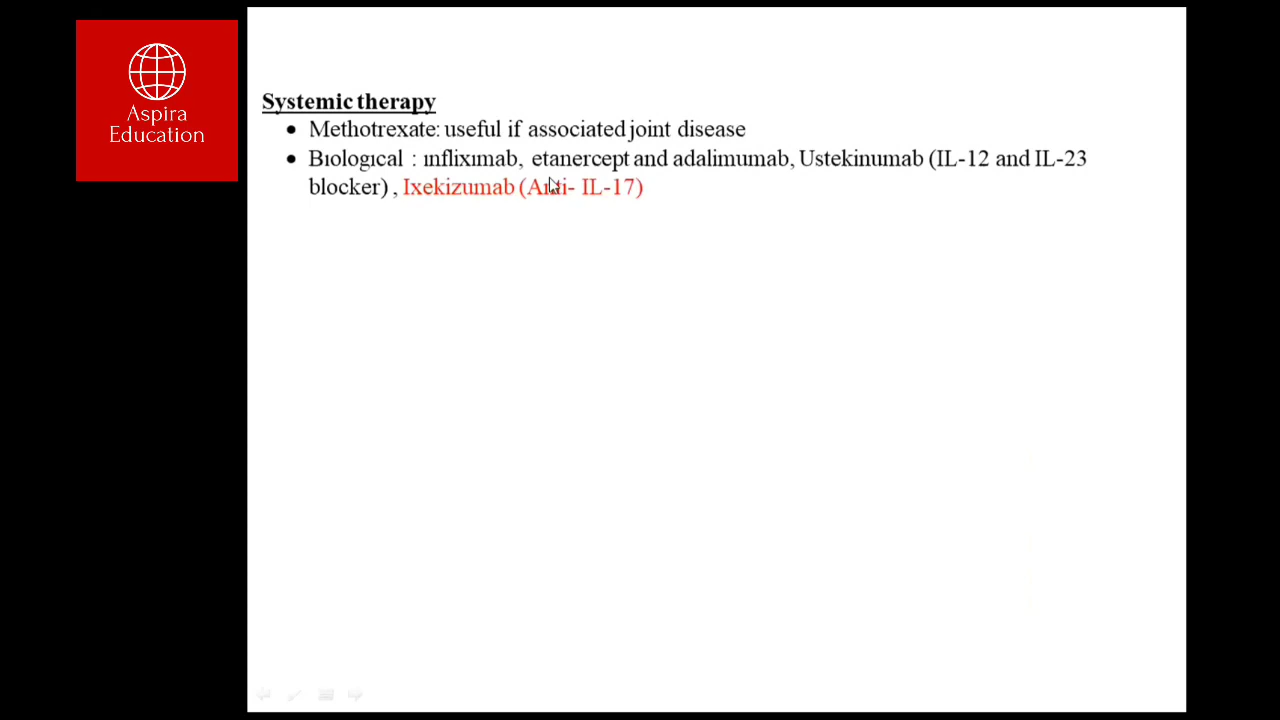 Aspira
Education
Systemic therapy
• Methotrexate: useful if associated joint disease
• Biological : infliximab, etanercept and adalimumab, Ustekinumab (IL-12 and IL-23
blocker) , Ixekizumab (Anti- IL-17)